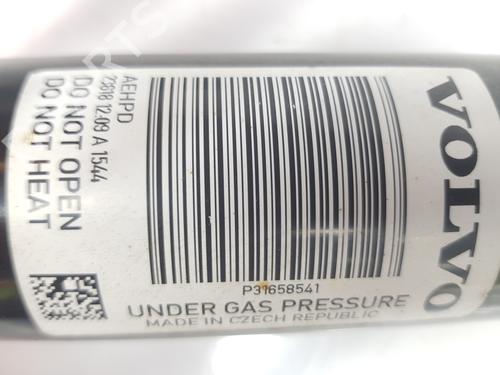 VOLVO
AEHPD
23618 12:09 A 1544
DO NOT OPEN
DO NOT HEAT
P31658541
UNDER GAS PRESSURE
MADE IN CZECH REPUBLIC